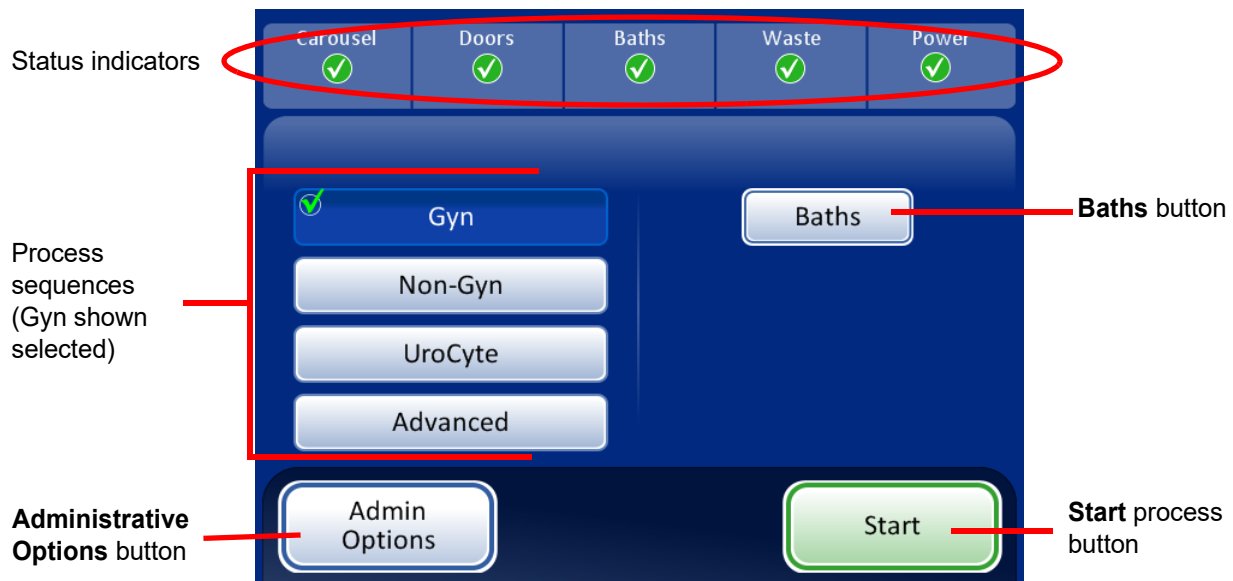 Status indicators
Carousel
Doors
Baths
Waste
Power
Process
sequences
(Gyn shown
selected)
Gyn
Non-Gyn
UroCyte
Advanced
Baths
Baths button
Administrative
Options button
Admin
Options
Start
Start process
button